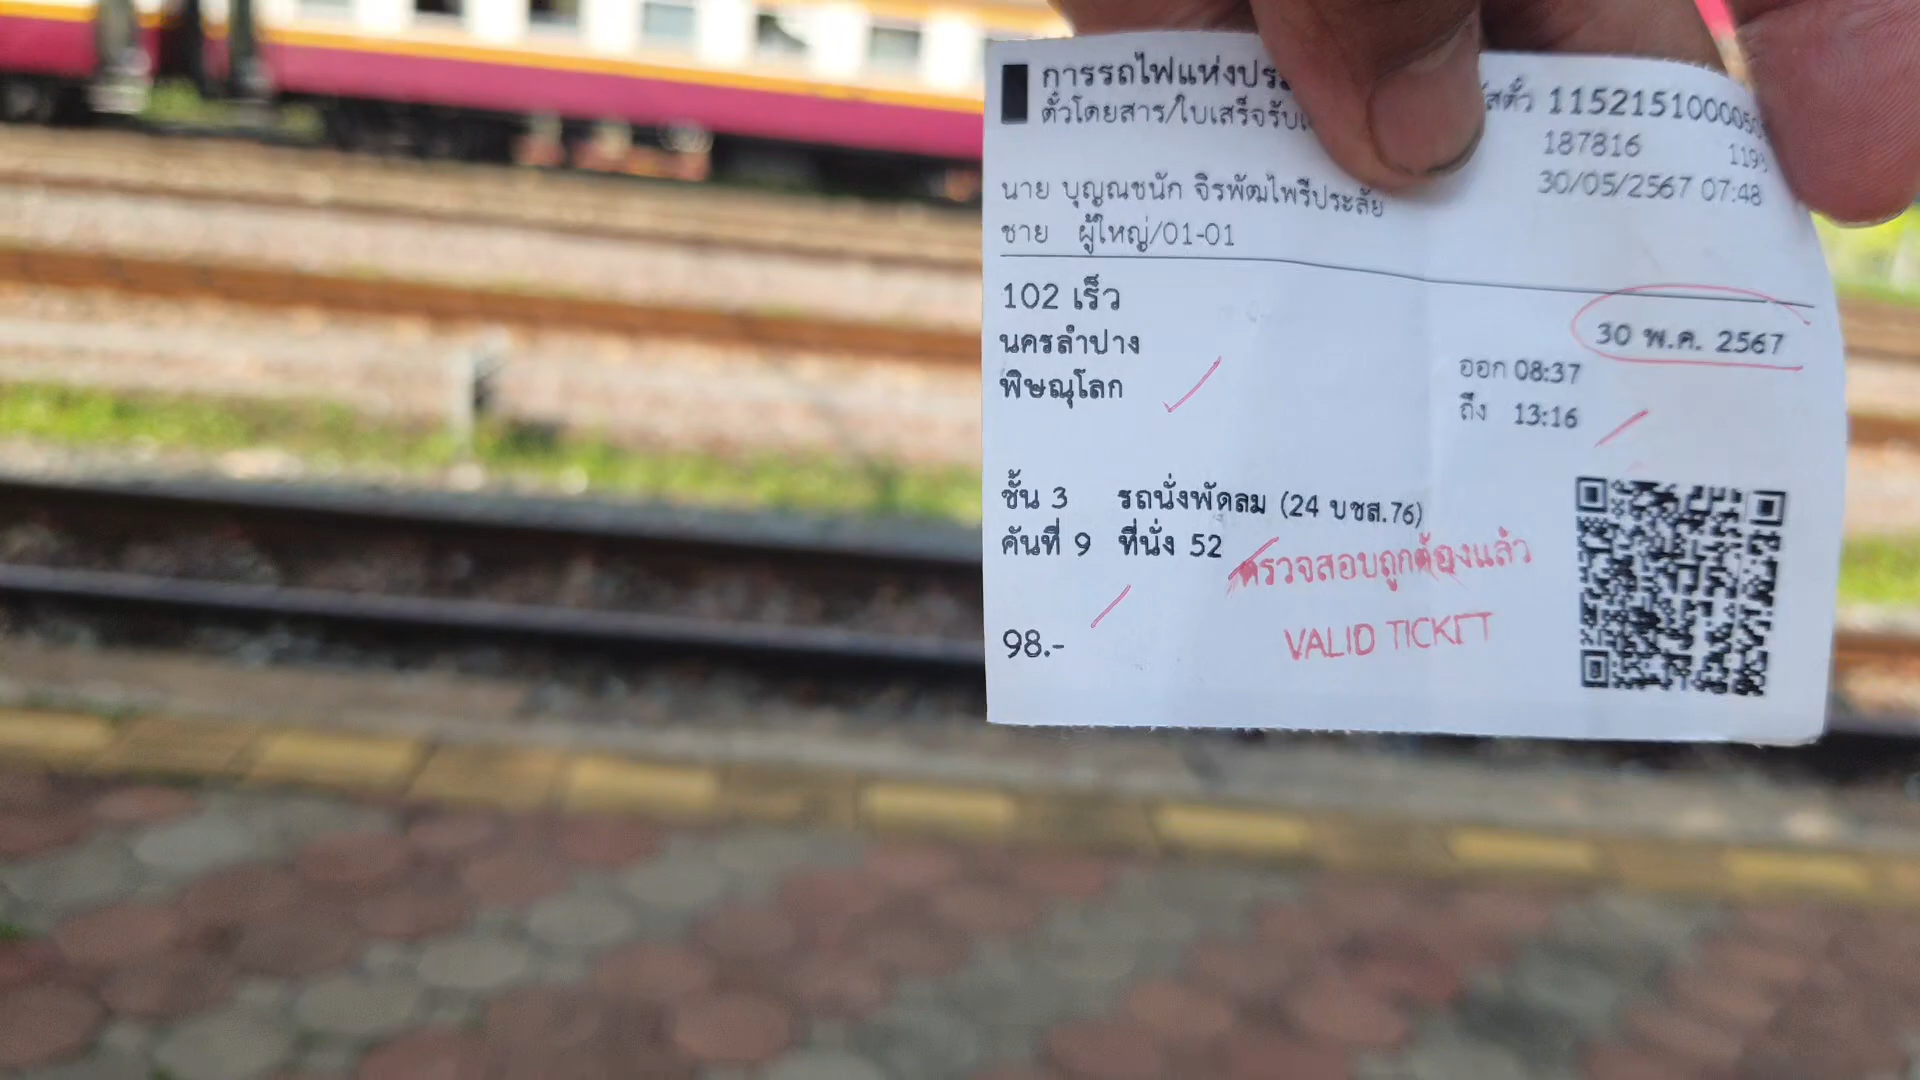 การรถไฟแห่งประ
ตั๋วโดยสาร/ใบเสร็จรับ
สตั๋ว 11521510000
187816 119
30/05/2567 07:48
นาย บุญณชนัก จิรพัฒไพรีประลัย
ชาย ผู้ใหญ่/01-01
102 เร็ว
30 พ.ค. 2567
นครลำปาง
ออก 08:37
พิษณุโลก
ถึง 13:16
ชั้น 3 รถนั่งพัดลม (24 บชส.76)
คันที่ 9 ที่นั่ง 52
ตรวจสอบถูกต้องแล้ว
VALID TICKET
98.-